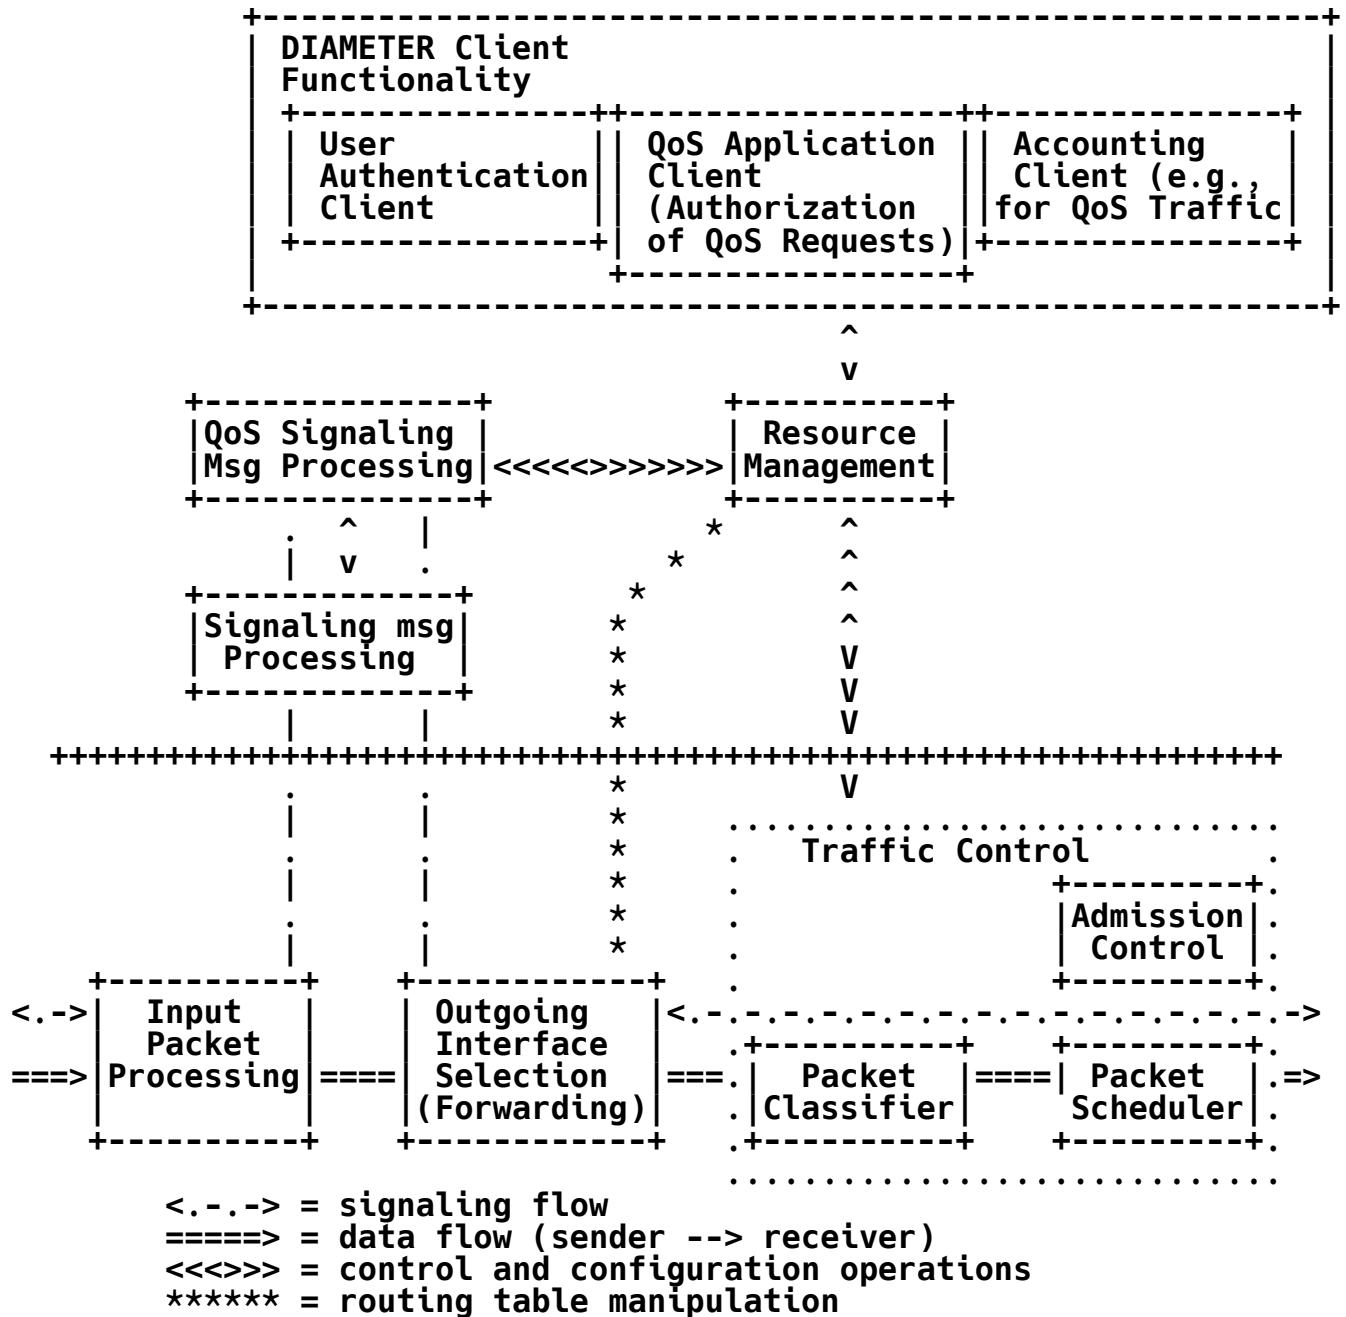 DIAMETER Client
Functionality
User || QoS Application || Accounting
Authentication|| Client || Client (e.g.,
Client || (Authorization ||for QoS Traffic
of QoS Requests)
^
v
QoS Signaling | | Resource
Msg Processing|<<<<<>>>>>>>|Management
. ^ | * ^
| v . * ^
* ^
Signaling msg| * ^
Processing | * V
* V
| | * V
++++++++++++++++++++++++++++++++++++++++++++++++++++++++++++++++
. . * V
| | * .............................
. . * . Traffic Control .
| | * . +---------+.
. . * . |Admission|.
| | * . | Control |.
+----------+ +------------+ . +---------+.
<.->| Input | | Outgoing |<.-.-.-.-.-.-.-.-.-.-.-.-.-.-.-.-.->
| Packet | | Interface | .+----------+ +---------+.
===>|Processing|====| Selection |===.| Packet |====| Packet |.=>
| | |(Forwarding)| .|Classifier| Scheduler|.
+----------+ +------------+ .+----------+ +---------+.
.............................
<.-.-> = signaling flow
=====> = data flow (sender --> receiver)
<<<>>> = control and configuration operations
****** = routing table manipulation